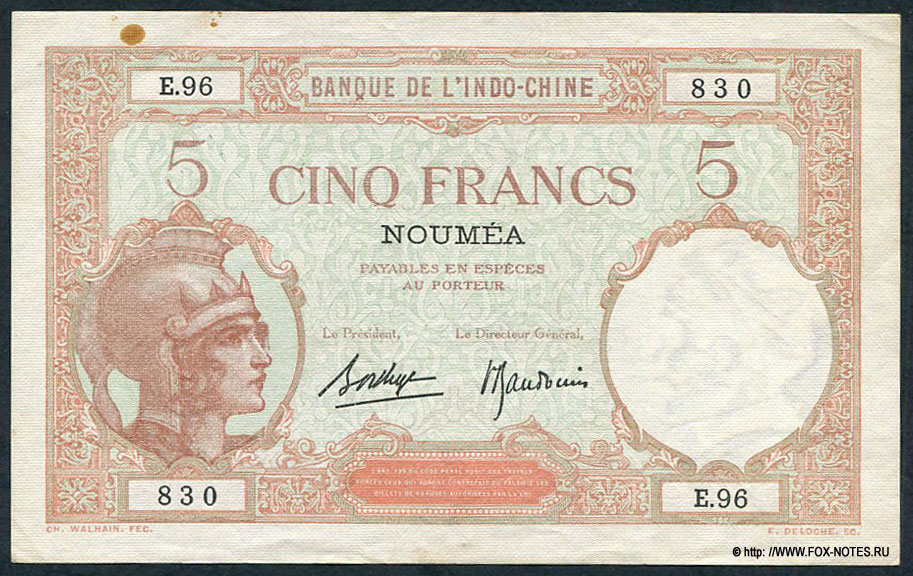 E.96
BANQUE DE L'INDO-CHINE
830
5
CINQ FRANCS
5
NOUMÉA
PAYABLES EN ESPÈCES
AU PORTEUR
Le Président,
Le Directeur Général,
830
E.96
CH. WALHAIN. FEC.
E. DELOCHE. SC.
© http: //WWW.FOX-NOTES.RU